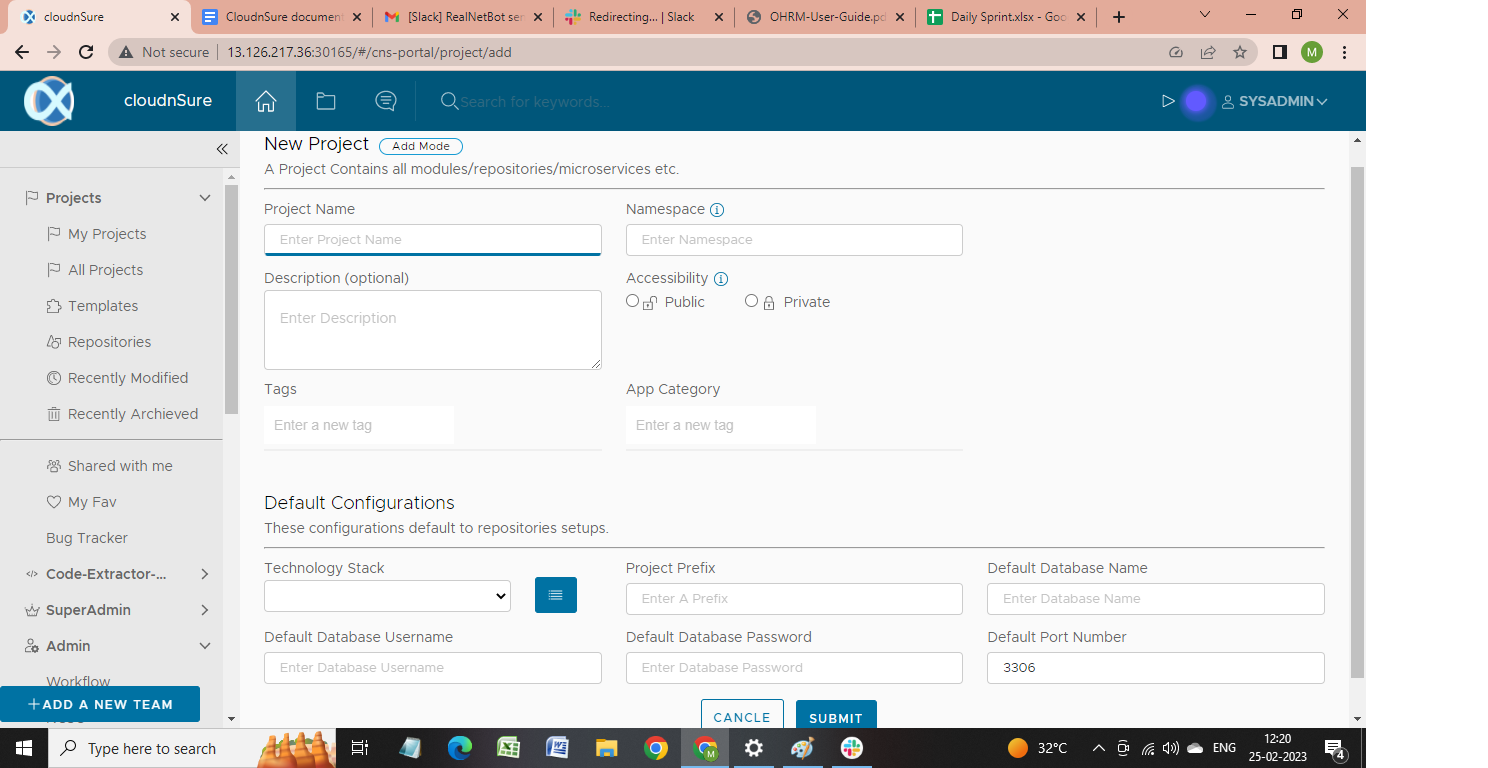 cloudnSure
CloudnSure document
[Slack] RealNetBot ser
Redirecting... | Slack
OHRM-User-Guide.pd
Daily Sprint.xlsx - Goo
Not secure
13.126.217.36:30165/#/cns-portal/project/add
M
cloudnSure
Search for keywords...
SYSADMIN
Projects
My Projects
All Projects
Templates
Repositories
Recently Modified
Recently Archieved
Shared with me
My Fav
Bug Tracker
Code-Extractor-...
SuperAdmin
Admin
Workflow
ADD A NEW TEAM
New Project Add Mode
A Project Contains all modules/repositories/microservices etc.
Project Name
Enter Project Name
Namespace
Enter Namespace
Description (optional)
Enter Description
Accessibility
Public
Private
Tags
Enter a new tag
App Category
Enter a new tag
Default Configurations
These configurations default to repositories setups.
Technology Stack
Project Prefix
Enter A Prefix
Default Database Name
Enter Database Name
Default Database Username
Enter Database Username
Default Database Password
Enter Database Password
Default Port Number
3306
CANCLE
SUBMIT
Type here to search
32°C
ENG
12:20
25-02-2023
4